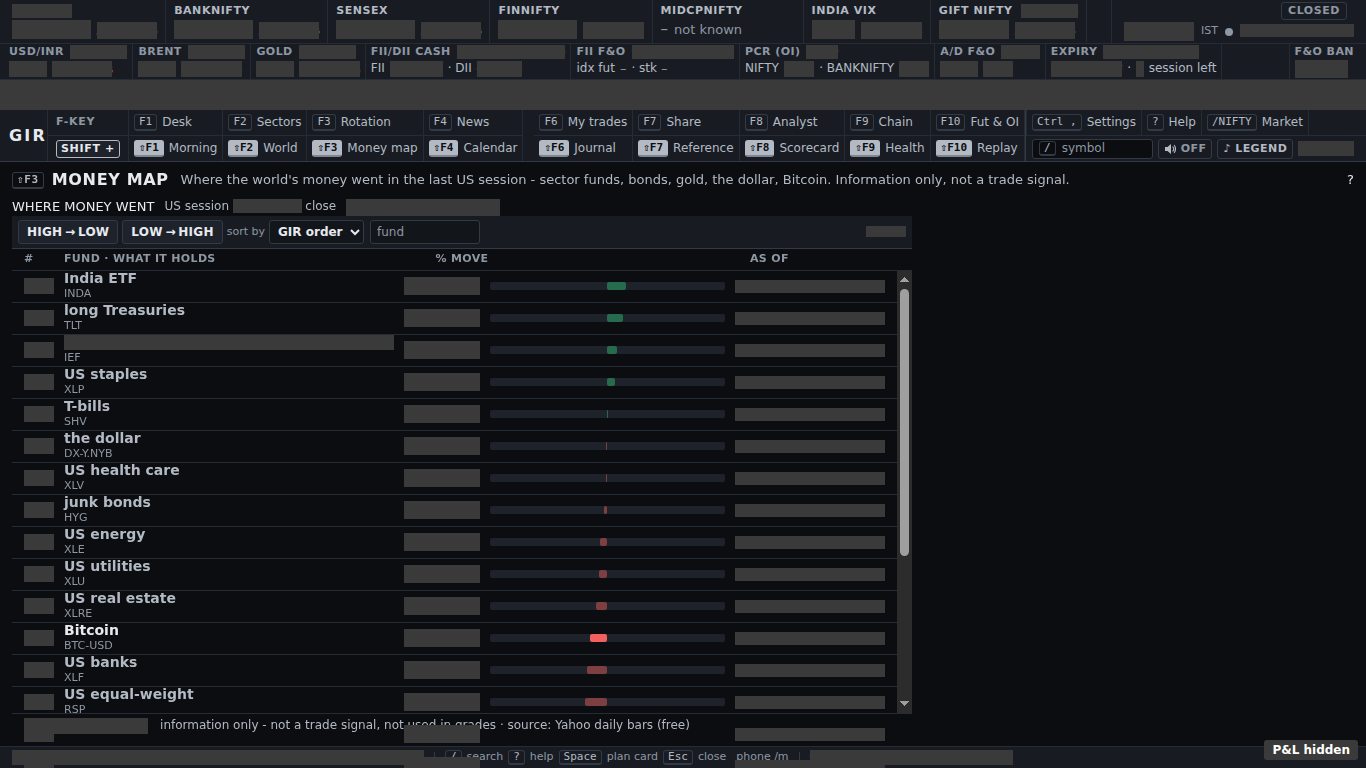 BANKNIFTY SENSEX FINNIFTY MIDCPNIFTY INDIA VIX GIFT NIFTY CLOSED
– not known IST
USD/INR BRENT GOLD FII/DII CASH FII F&O PCR (OI) A/D F&O EXPIRY F&O BAN
FII · DII idx fut – · stk – NIFTY · BANKNIFTY · session left
GIR
F-KEY F1 Desk F2 Sectors F3 Rotation F4 News F6 My trades F7 Share F8 Analyst F9 Chain F10 Fut & OI Ctrl , Settings ? Help /NIFTY Market
SHIFT + ⇧F1 Morning ⇧F2 World ⇧F3 Money map ⇧F4 Calendar ⇧F6 Journal ⇧F7 Reference ⇧F8 Scorecard ⇧F9 Health ⇧F10 Replay / symbol OFF ♪ LEGEND
⇧F3 MONEY MAP Where the world's money went in the last US session - sector funds, bonds, gold, the dollar, Bitcoin. Information only, not a trade signal. ?
WHERE MONEY WENT US session close
HIGH→LOW LOW→HIGH sort by GIR order fund
# FUND · WHAT IT HOLDS % MOVE AS OF
India ETF
INDA
long Treasuries
TLT
IEF
US staples
XLP
T-bills
SHV
the dollar
DX-Y.NYB
US health care
XLV
junk bonds
HYG
US energy
XLE
US utilities
XLU
US real estate
XLRE
Bitcoin
BTC-USD
US banks
XLF
US equal-weight
RSP
information only - not a trade signal, not used in grades · source: Yahoo daily bars (free)
/ search ? help Space plan card Esc close phone /m
P&L hidden